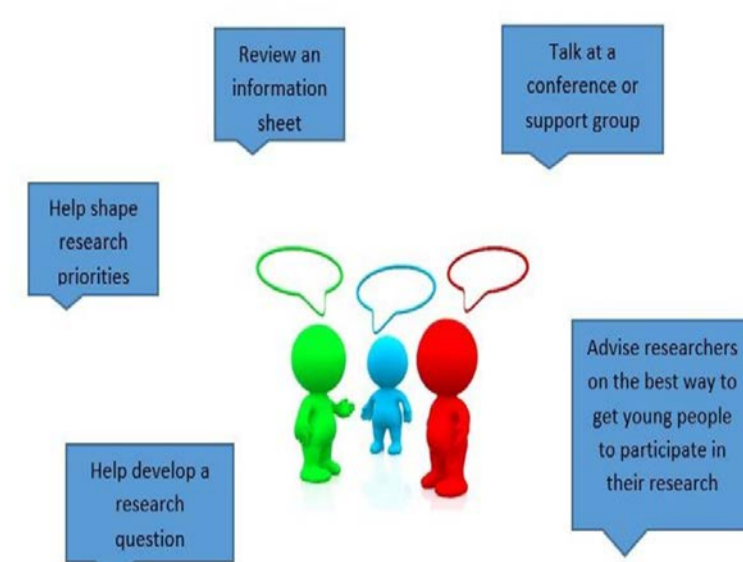 Review an
information
sheet
Talk at a
conference or
support group
Help shape
research
priorities
Advise researchers
on the best way to
get young people
to participate in
their research
Help develop a
research
question